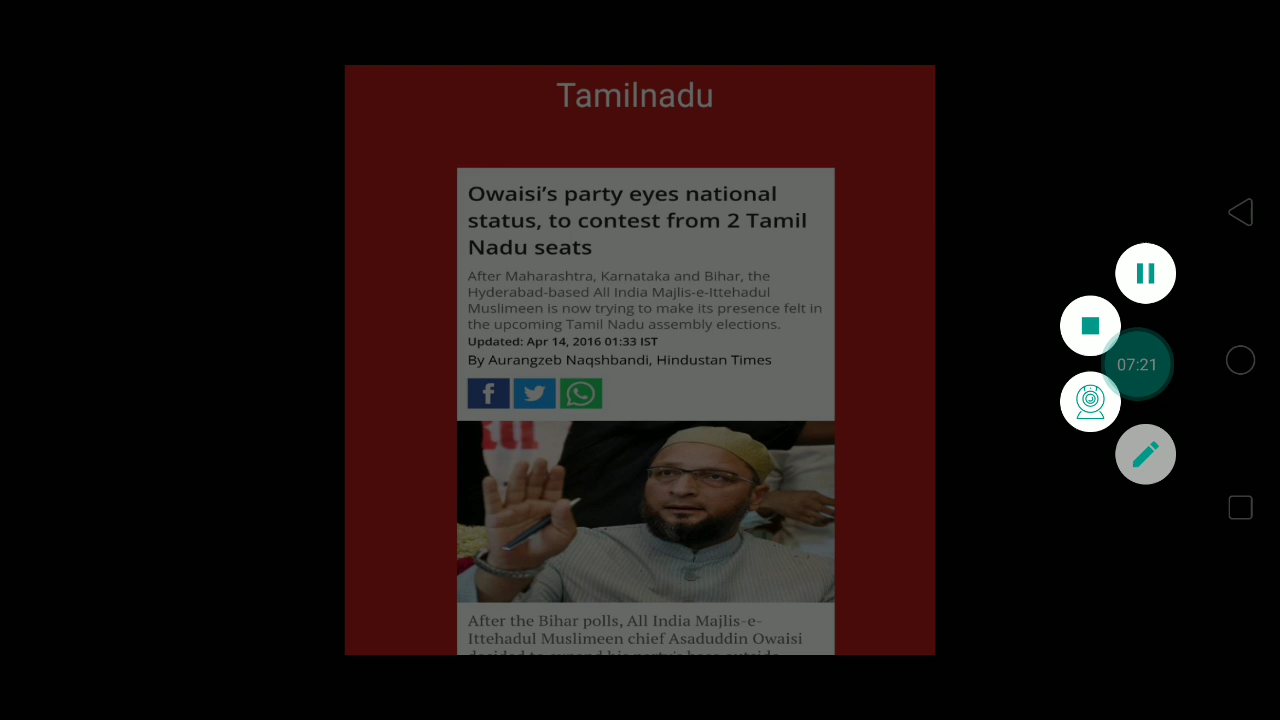 Tamilnadu
Owaisi’s party eyes national
status, to contest from 2 Tamil
Nadu seats
After Maharashtra, Karnataka and Bihar, the
Hyderabad-based All India Majlis-e-Ittehadul
Muslimeen is now trying to make its presence felt in
the upcoming Tamil Nadu assembly elections.
Updated: Apr 14, 2016 01:33 IST
By Aurangzeb Naqshbandi, Hindustan Times
07:21
After the Bihar polls, All India Majlis-e-
Ittehadul Muslimeen chief Asaduddin Owaisi